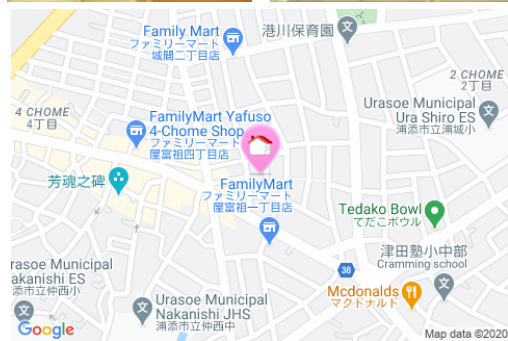 Family Mart
ファミリーマート
城間二丁目店
港川保育園
2 CHOME
2丁目
4 CHOME
4丁目
FamilyMart Yafuso
4-Chome Shop
ファミリーマート
屋富祖四丁目店
Urasoe Municipal
Ura Shiro ES
浦添市立浦城小
芳魂之碑
FamilyMart
ファミリーマート
屋富祖一丁目店
Tedako Bowl
てだこボウル
38
津田塾小中部
Cramming school
rasoe Municipal
akanishi ES
添市立仲西小
Urasoe Municipal
Nakanishi JHS
浦添市立仲西中
Mcdonalds
マクドナルド
Google
Map data ©2020